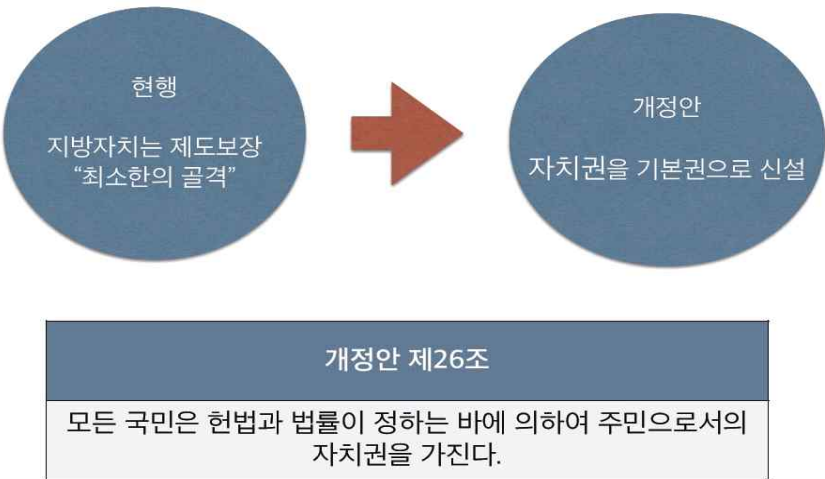 현행
지방자치는 제도보장
“최소한의 골격”
개정안
자치권을 기본권으로 신설
개정안 제26조
모든 국민은 헌법과 법률이 정하는 바에 의하여 주민으로서의
자치권을 가진다.